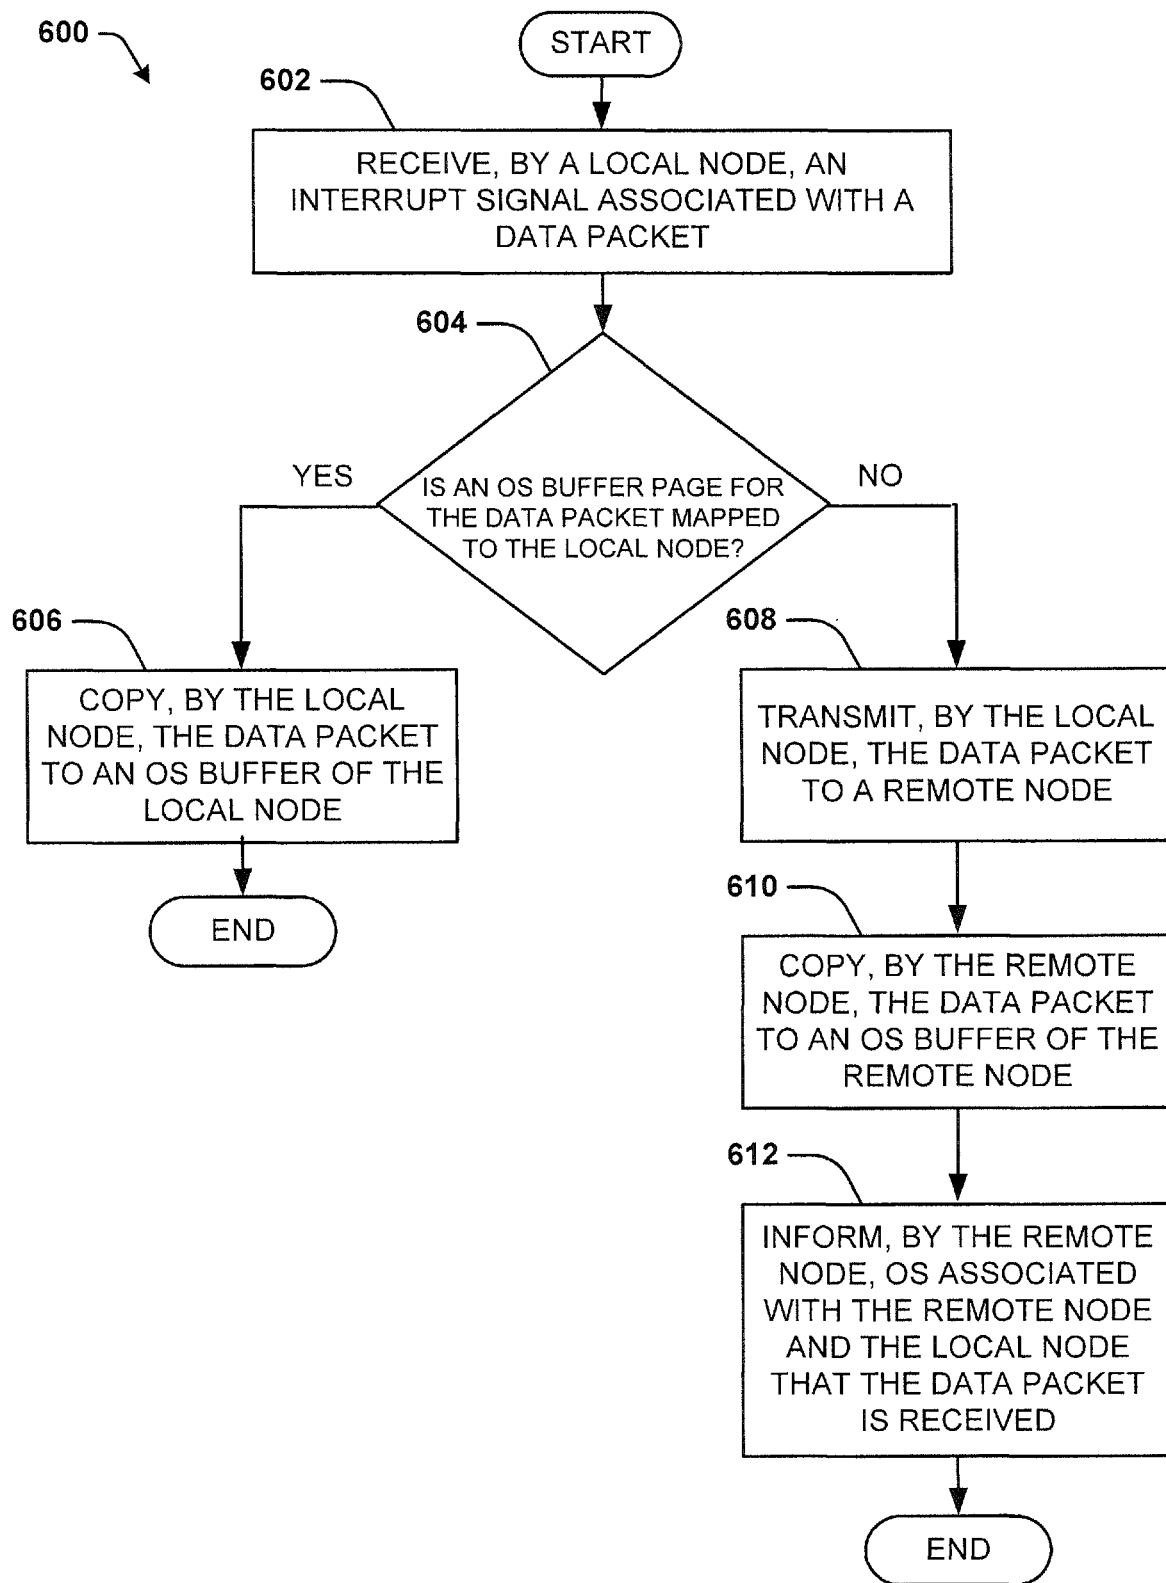 600
START
602
RECEIVE, BY A LOCAL NODE, AN
INTERRUPT SIGNAL ASSOCIATED WITH A
DATA PACKET
604
YES
NO
IS AN OS BUFFER PAGE FOR
THE DATA PACKET MAPPED
TO THE LOCAL NODE?
606
COPY, BY THE LOCAL
NODE, THE DATA PACKET
TO AN OS BUFFER OF THE
LOCAL NODE
END
608
TRANSMIT, BY THE LOCAL
NODE, THE DATA PACKET
TO A REMOTE NODE
610
COPY, BY THE REMOTE
NODE, THE DATA PACKET
TO AN OS BUFFER OF THE
REMOTE NODE
612
INFORM, BY THE REMOTE
NODE, OS ASSOCIATED
WITH THE REMOTE NODE
AND THE LOCAL NODE
THAT THE DATA PACKET
IS RECEIVED
END